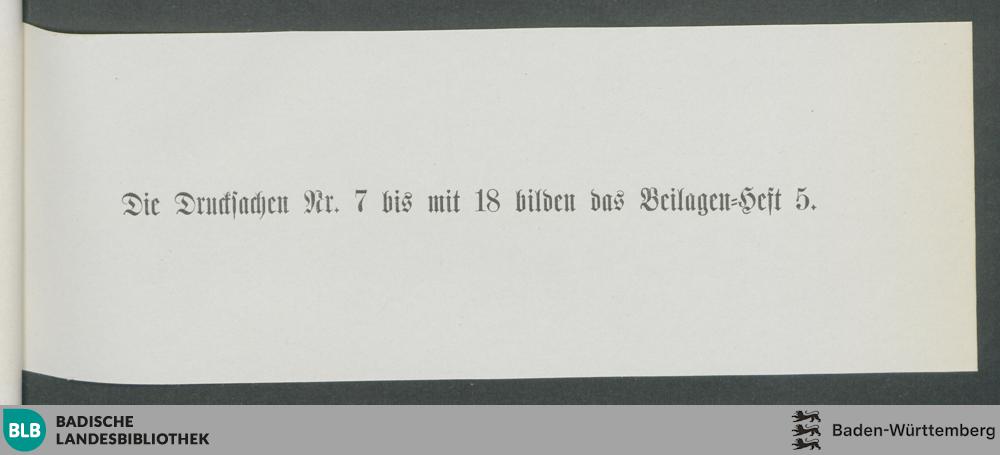 Die Drucksachen Nr. 7 bis mit 18 bilden das Beilagen-Heft 5.
BLB
BADISCHE
LANDESBIBLIOTHEK
Baden-Württemberg